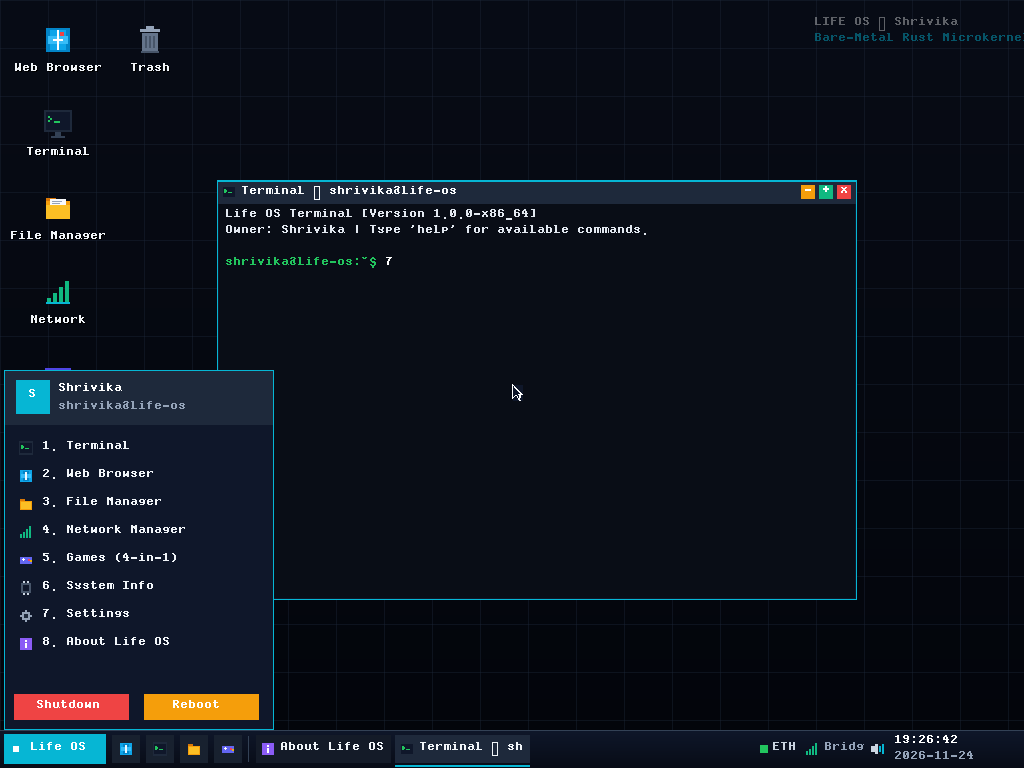 LIFE OS ▯ Shrivika
Bare-Metal Rust Microkerne
Web Browser
Trash
Terminal
File Manager
Network
Terminal ▯ shrivika@life-os
Life OS Terminal [Version 1.0.0-x86_64]
Owner: Shrivika | Type 'help' for available commands.
shrivika@life-os:~$ 7
S
Shrivika
shrivika@life-os
1. Terminal
2. Web Browser
3. File Manager
4. Network Manager
5. Games (4-in-1)
6. System Info
7. Settings
8. About Life OS
Shutdown
Reboot
Life OS
About Life OS
Terminal ▯ sh
ETH
Bridg
19:26:42
2026-11-24